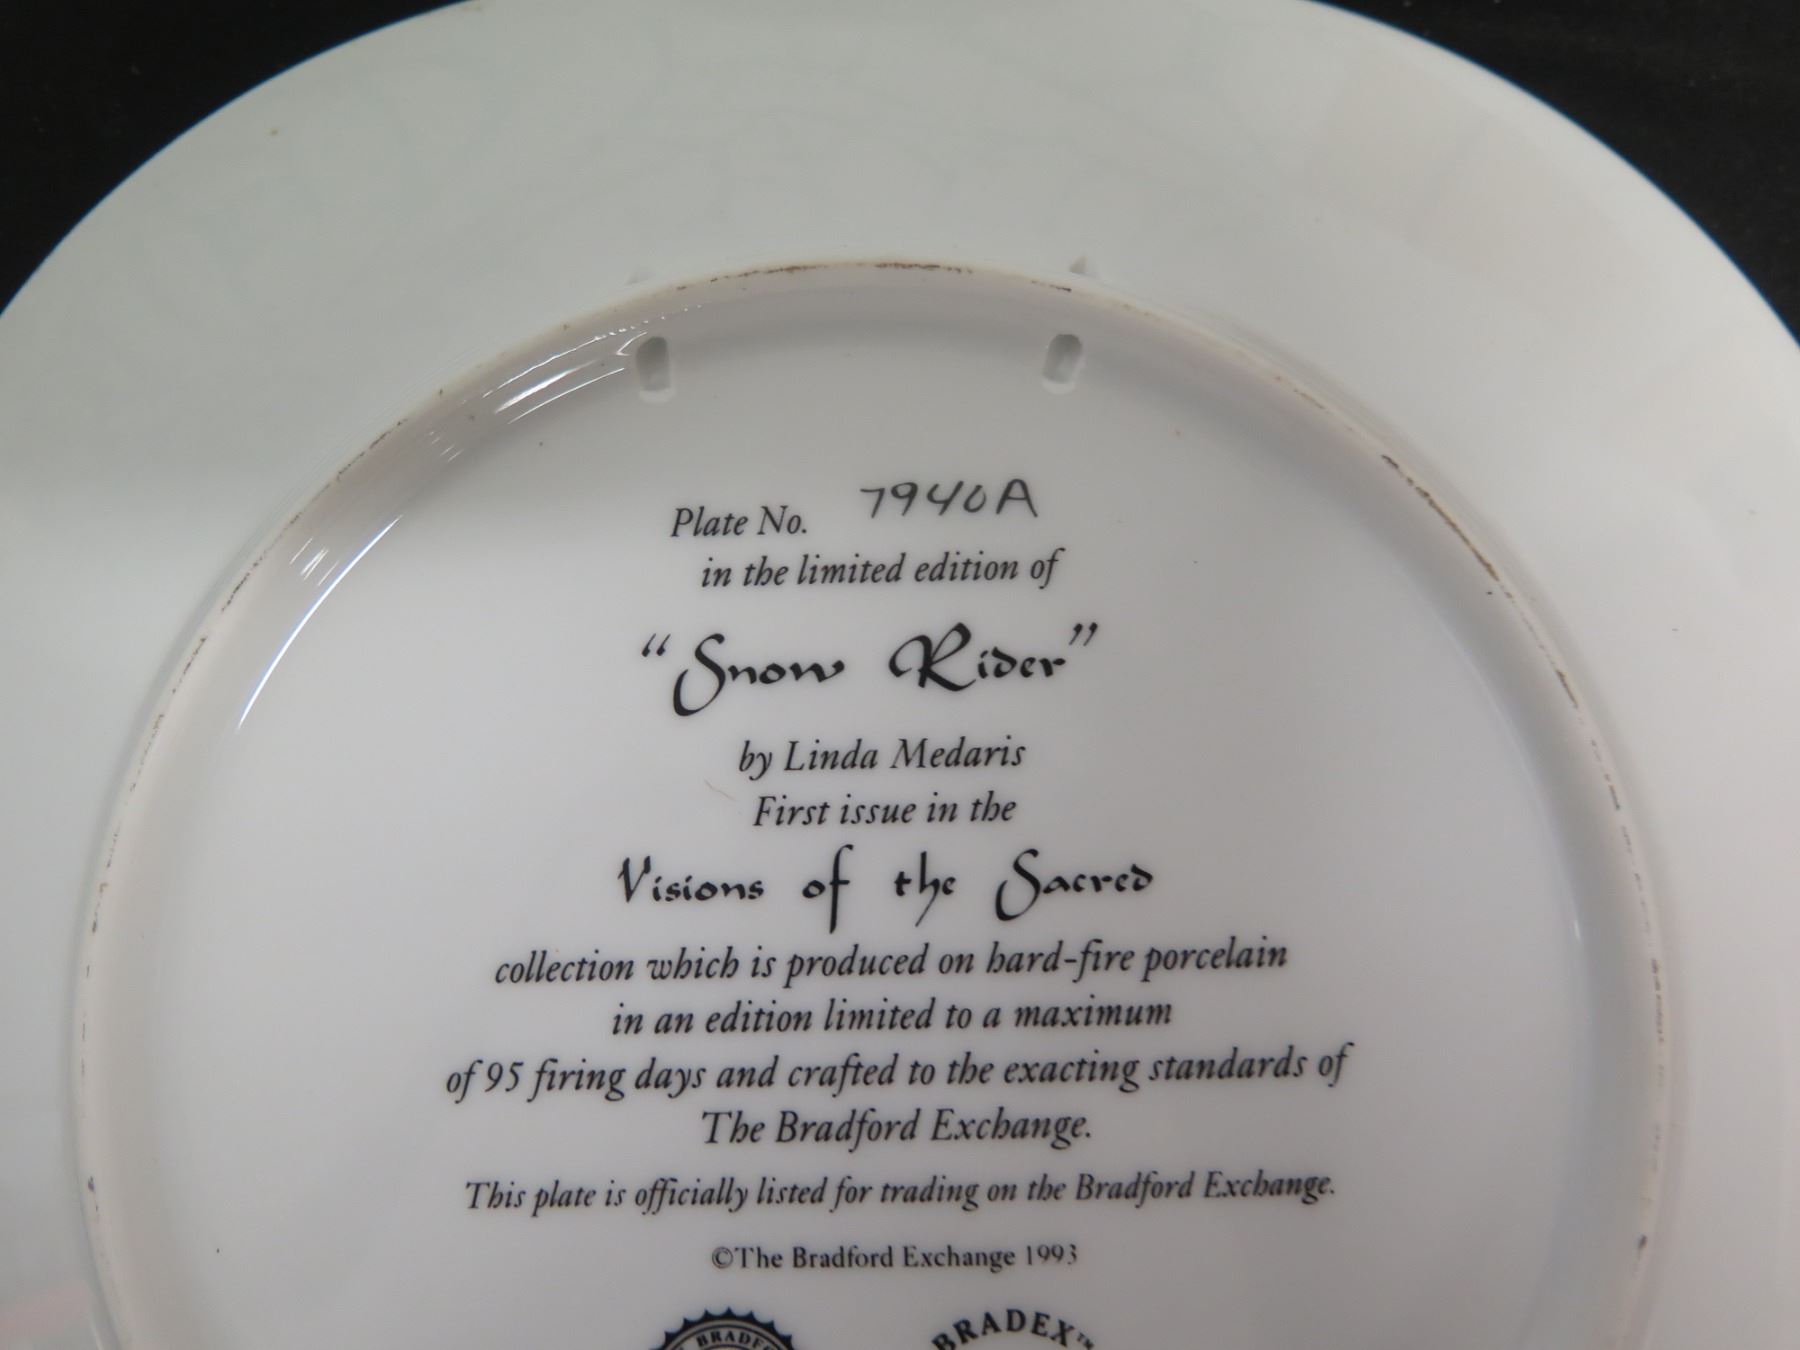 Plate No. 7940A
in the limited edition of
“Snow Rider”
by Linda Medaris
First issue in the
Visions of the Sacred
collection which is produced on hard-fire porcelain
in an edition limited to a maximum
of 95 firing days and crafted to the exacting standards of
The Bradford Exchange.
This plate is officially listed for trading on the Bradford Exchange.
©The Bradford Exchange 1993
BRADEX™